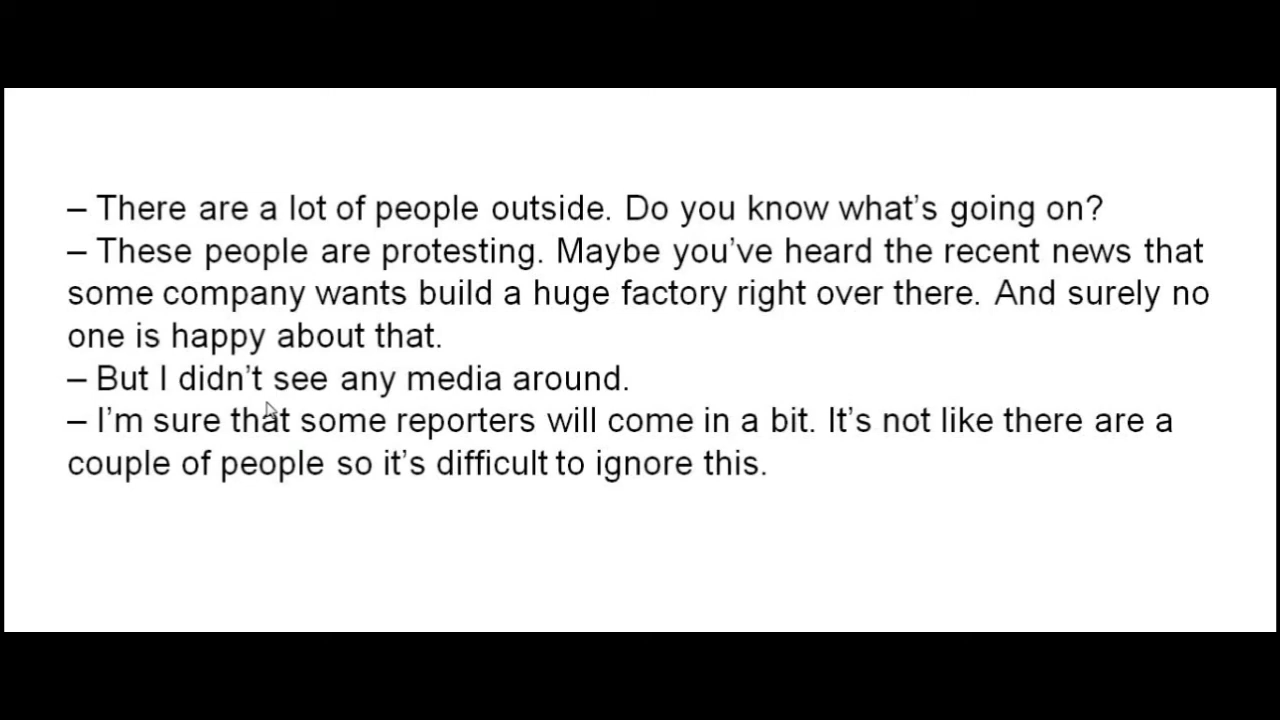 – There are a lot of people outside. Do you know what’s going on?
– These people are protesting. Maybe you’ve heard the recent news that
some company wants build a huge factory right over there. And surely no
one is happy about that.
– But I didn’t see any media around.
– I’m sure that some reporters will come in a bit. It’s not like there are a
couple of people so it’s difficult to ignore this.